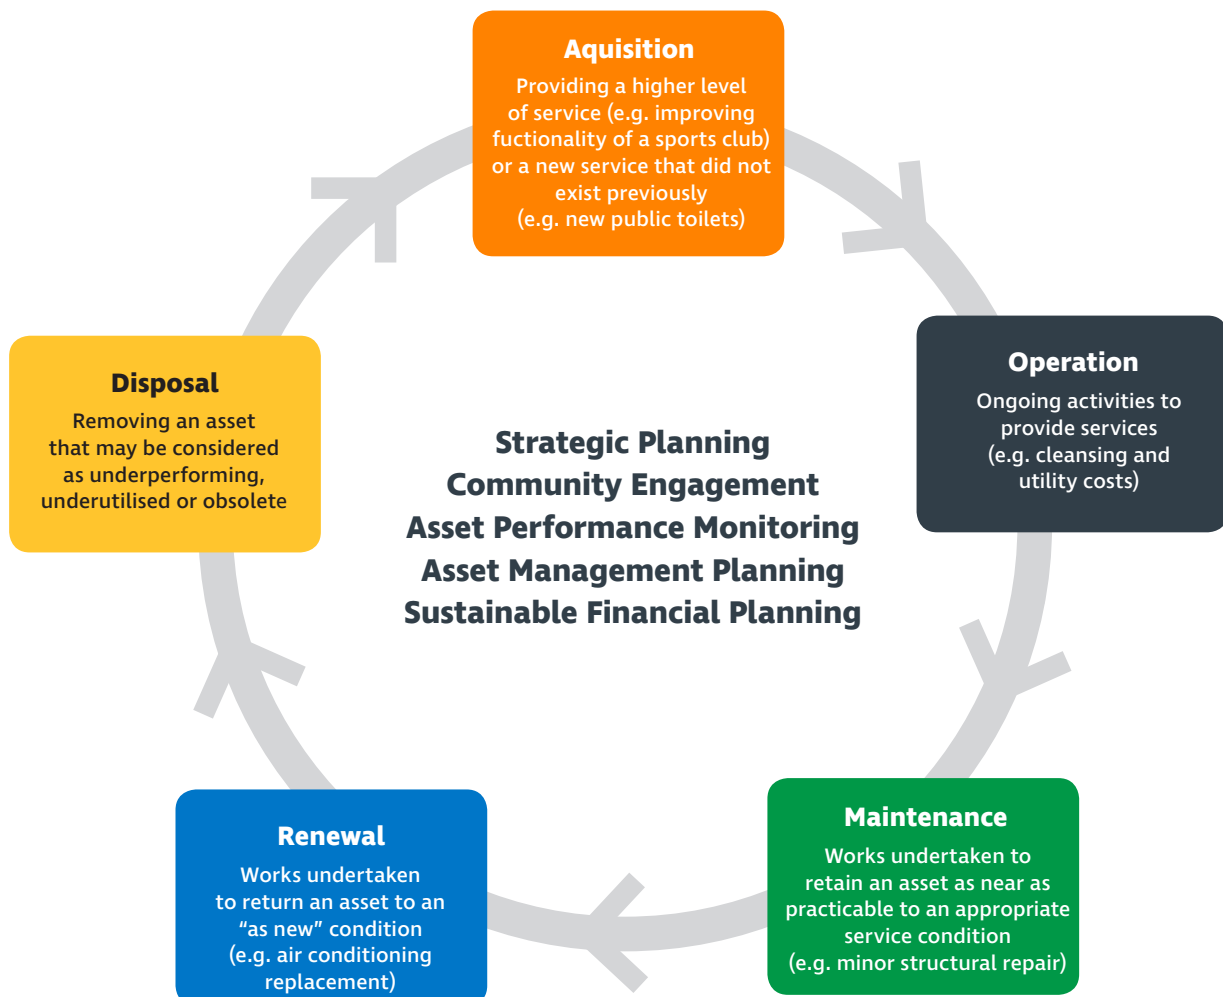 Aquisition
Providing a higher level
of service (e.g. improving
fuctionality of a sports club)
or a new service that did not
exist previously
(e.g. new public toilets)
Operation
Ongoing activities to
provide services
(e.g. cleansing and
utility costs)
Maintenance
Works undertaken to
retain an asset as near as
practicable to an appropriate
service condition
(e.g. minor structural repair)
Renewal
Works undertaken
to return an asset to an
“as new” condition
(e.g. air conditioning
replacement)
Disposal
Removing an asset
that may be considered
as underperforming,
underutilised or obsolete
Strategic Planning
Community Engagement
Asset Performance Monitoring
Asset Management Planning
Sustainable Financial Planning